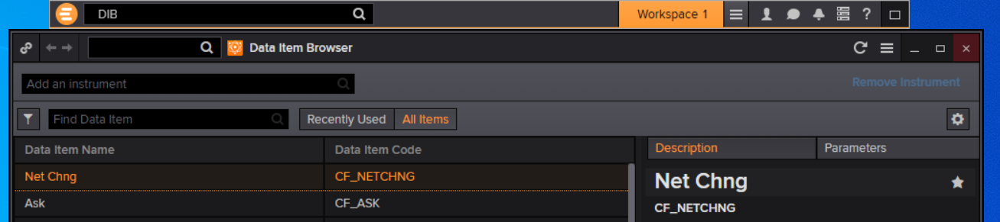 DIB
Workspace 1
?
Data Item Browser
Add an instrument
Remove Instrument
Find Data Item
Recently Used
All Items
Data Item Name
Data Item Code
Description
Parameters
Net Chng
CF_NETCHNG
Net Chng
Ask
CF_ASK
CF_NETCHNG